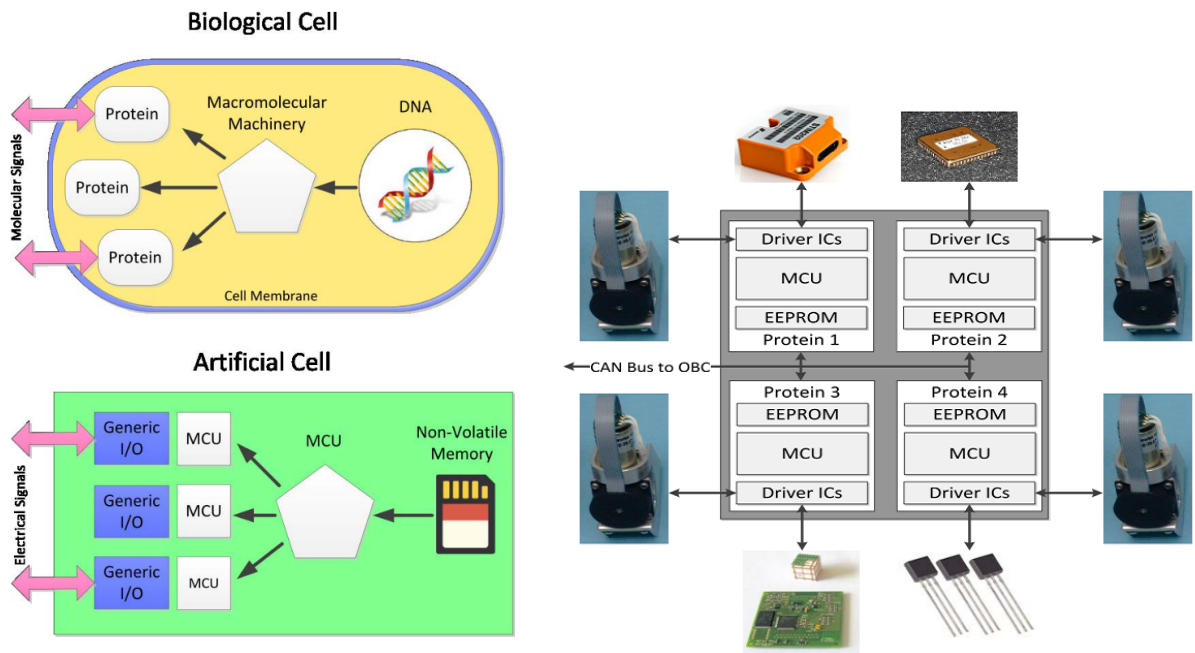 Biological Cell
Molecular Signals
Protein
Protein
Protein
Macromolecular
Machinery
DNA
Cell Membrane
Artificial Cell
Electrical Signals
Generic
I/O
MCU
Generic
I/O
MCU
Generic
I/O
MCU
MCU
Non-Volatile
Memory
Driver ICs
MCU
EEPROM
Protein 1
Driver ICs
MCU
EEPROM
Protein 2
CAN Bus to OBC
Protein 3
EEPROM
MCU
Driver ICs
Protein 4
EEPROM
MCU
Driver ICs